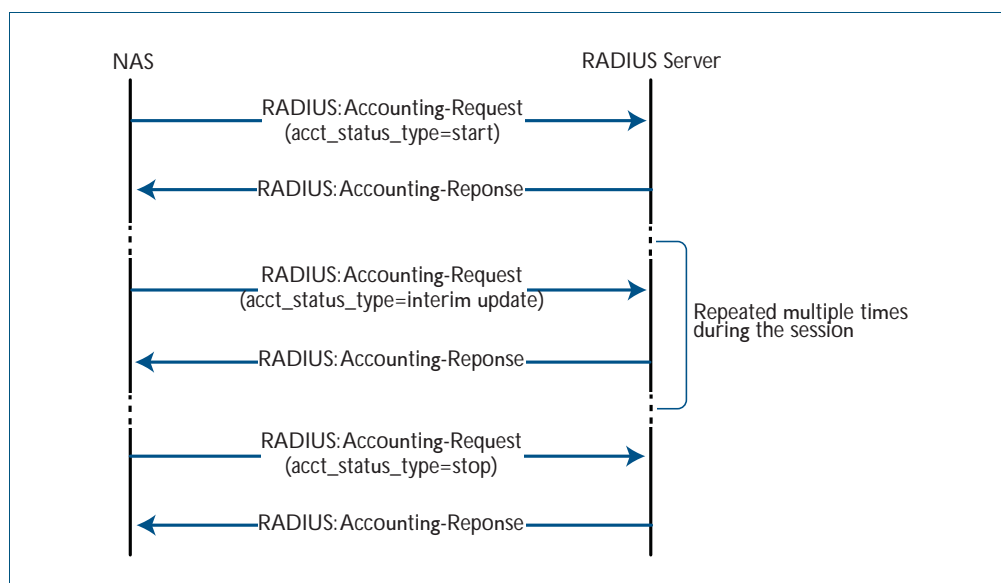 NAS
RADIUS Server
RADIUS: Accounting-Request
(acct_status_type=start)
RADIUS: Accounting-Reponse
RADIUS: Accounting-Request
(acct_status_type=interim update)
Repeated multiple times
during the session
RADIUS: Accounting-Reponse
RADIUS: Accounting-Request
(acct_status_type=stop)
RADIUS: Accounting-Reponse